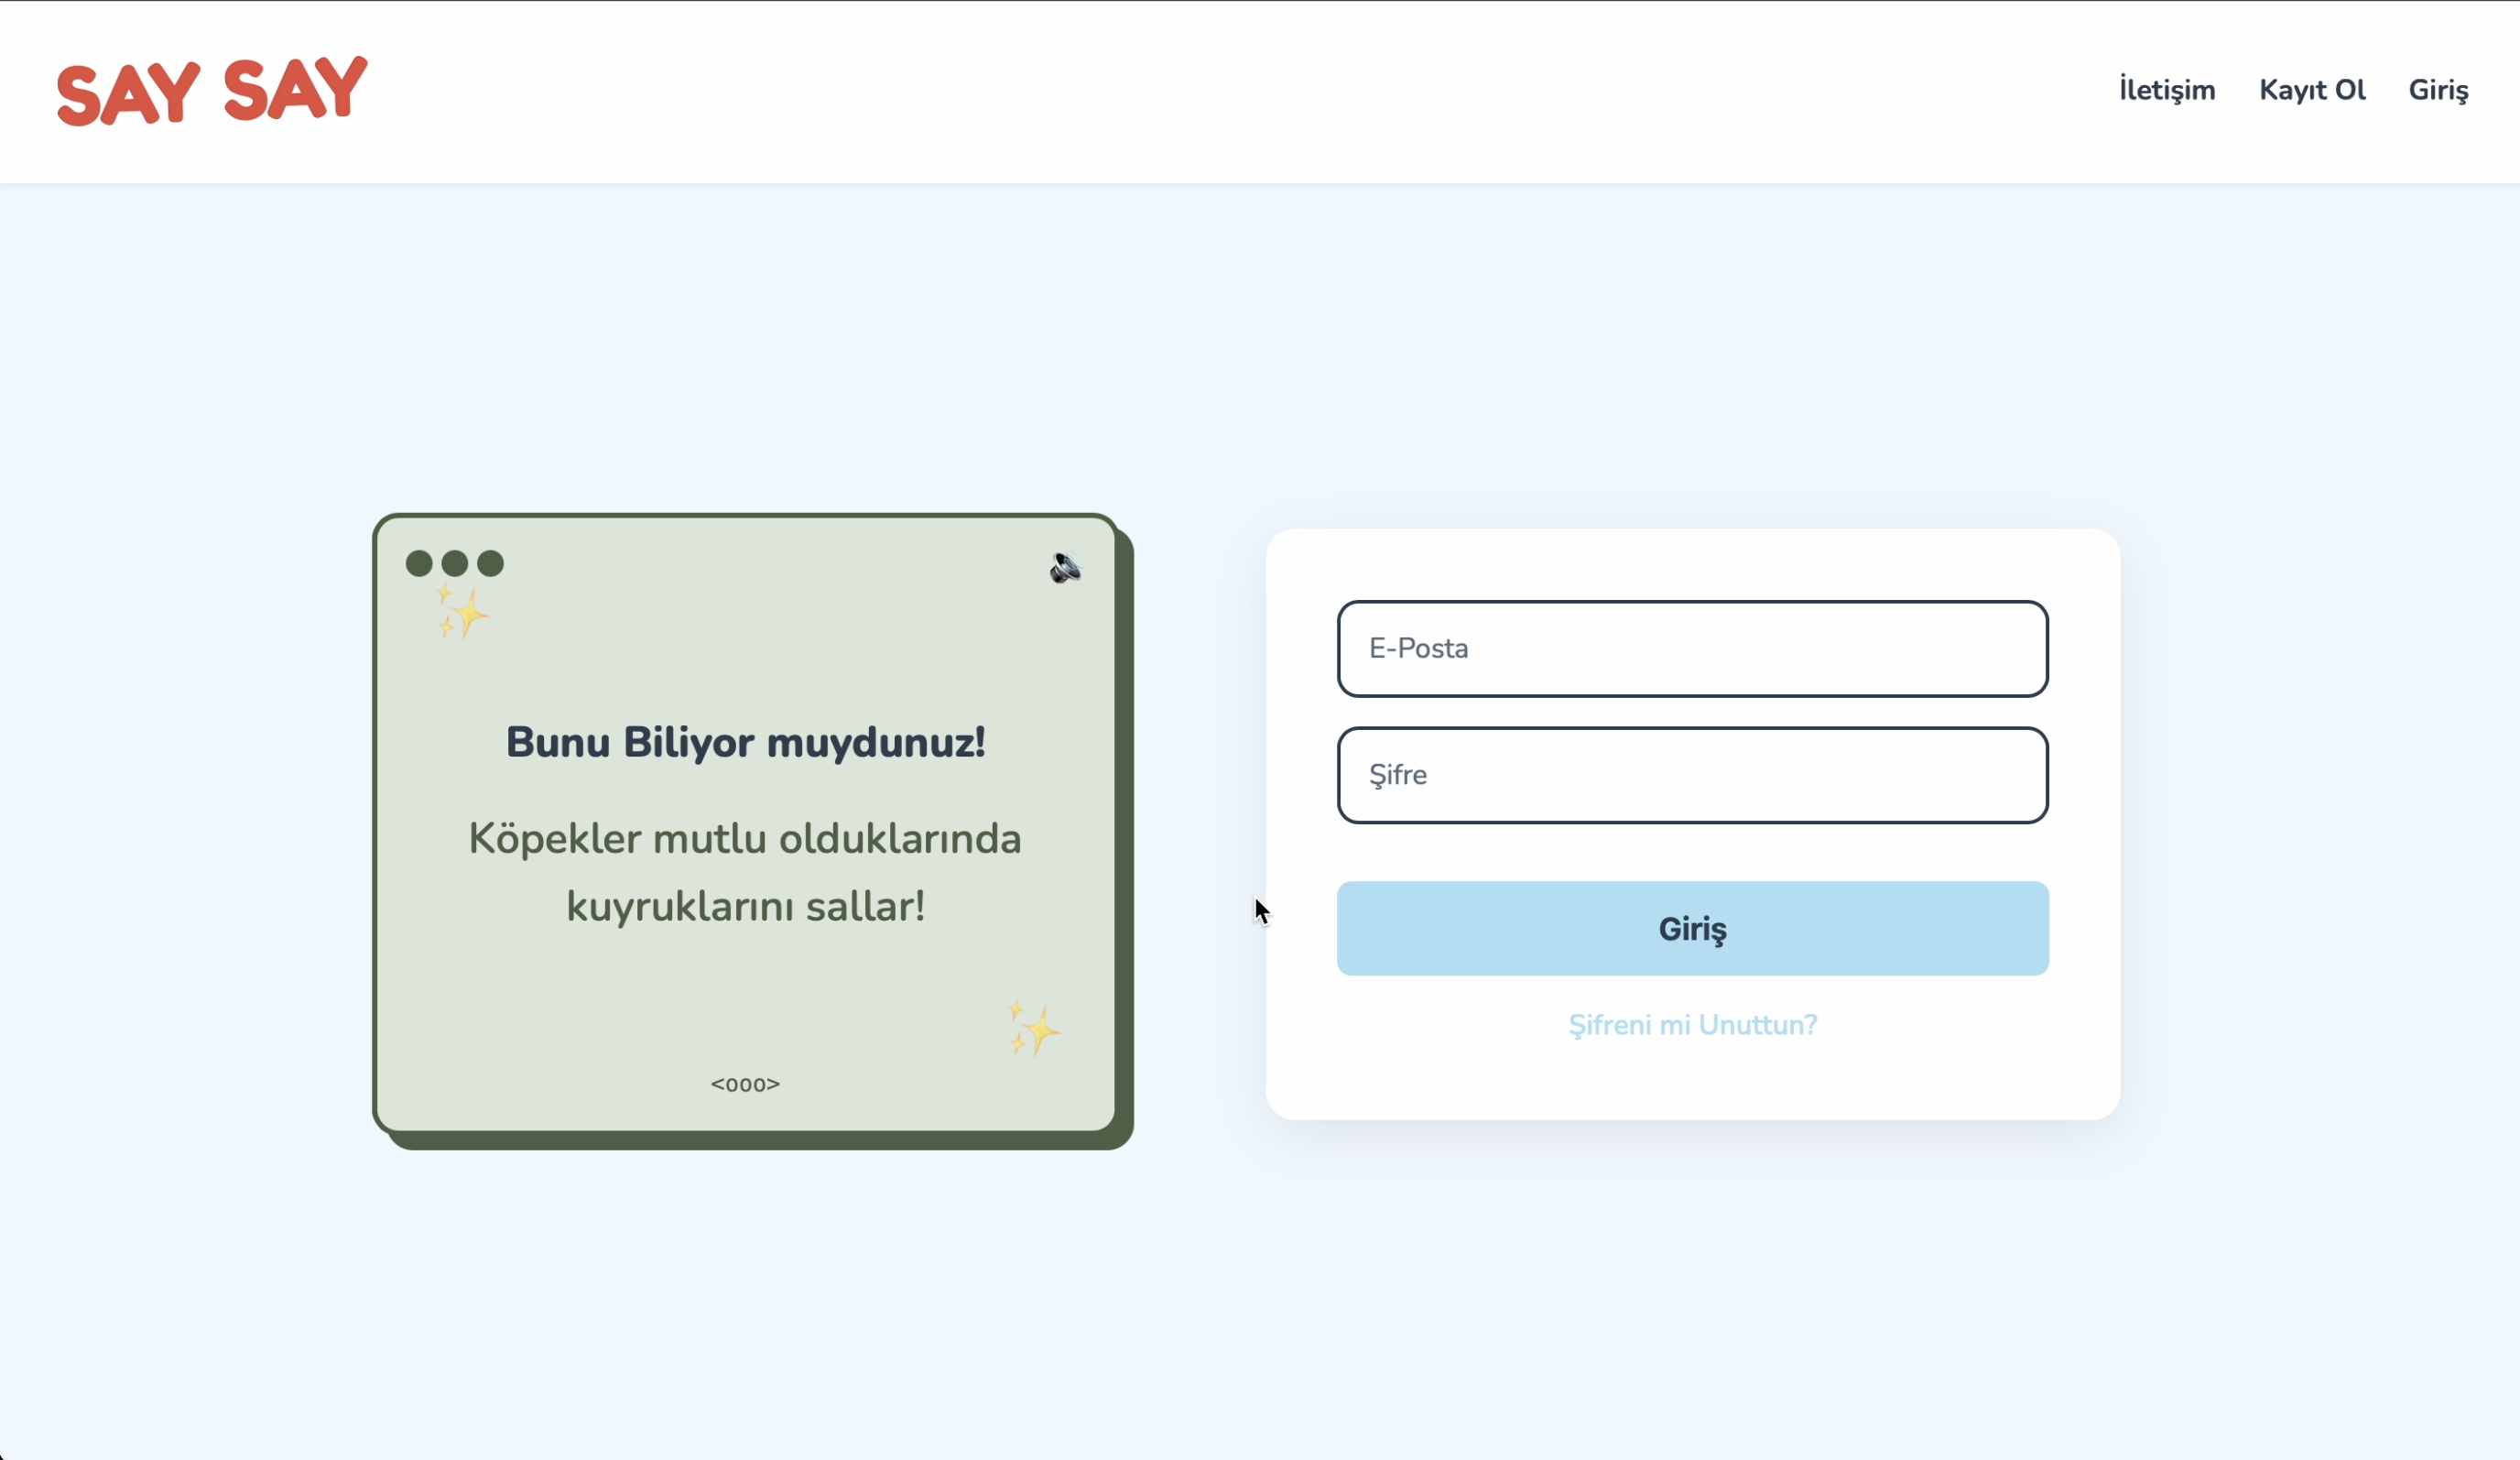 SAY SAY
İletişim
Kayıt Ol
Giriş
Bunu Biliyor muydunuz!
Köpekler mutlu olduklarında
kuyruklarını sallar!
<ooo>
E-Posta
Şifre
Giriş
Şifreni mi Unuttun?